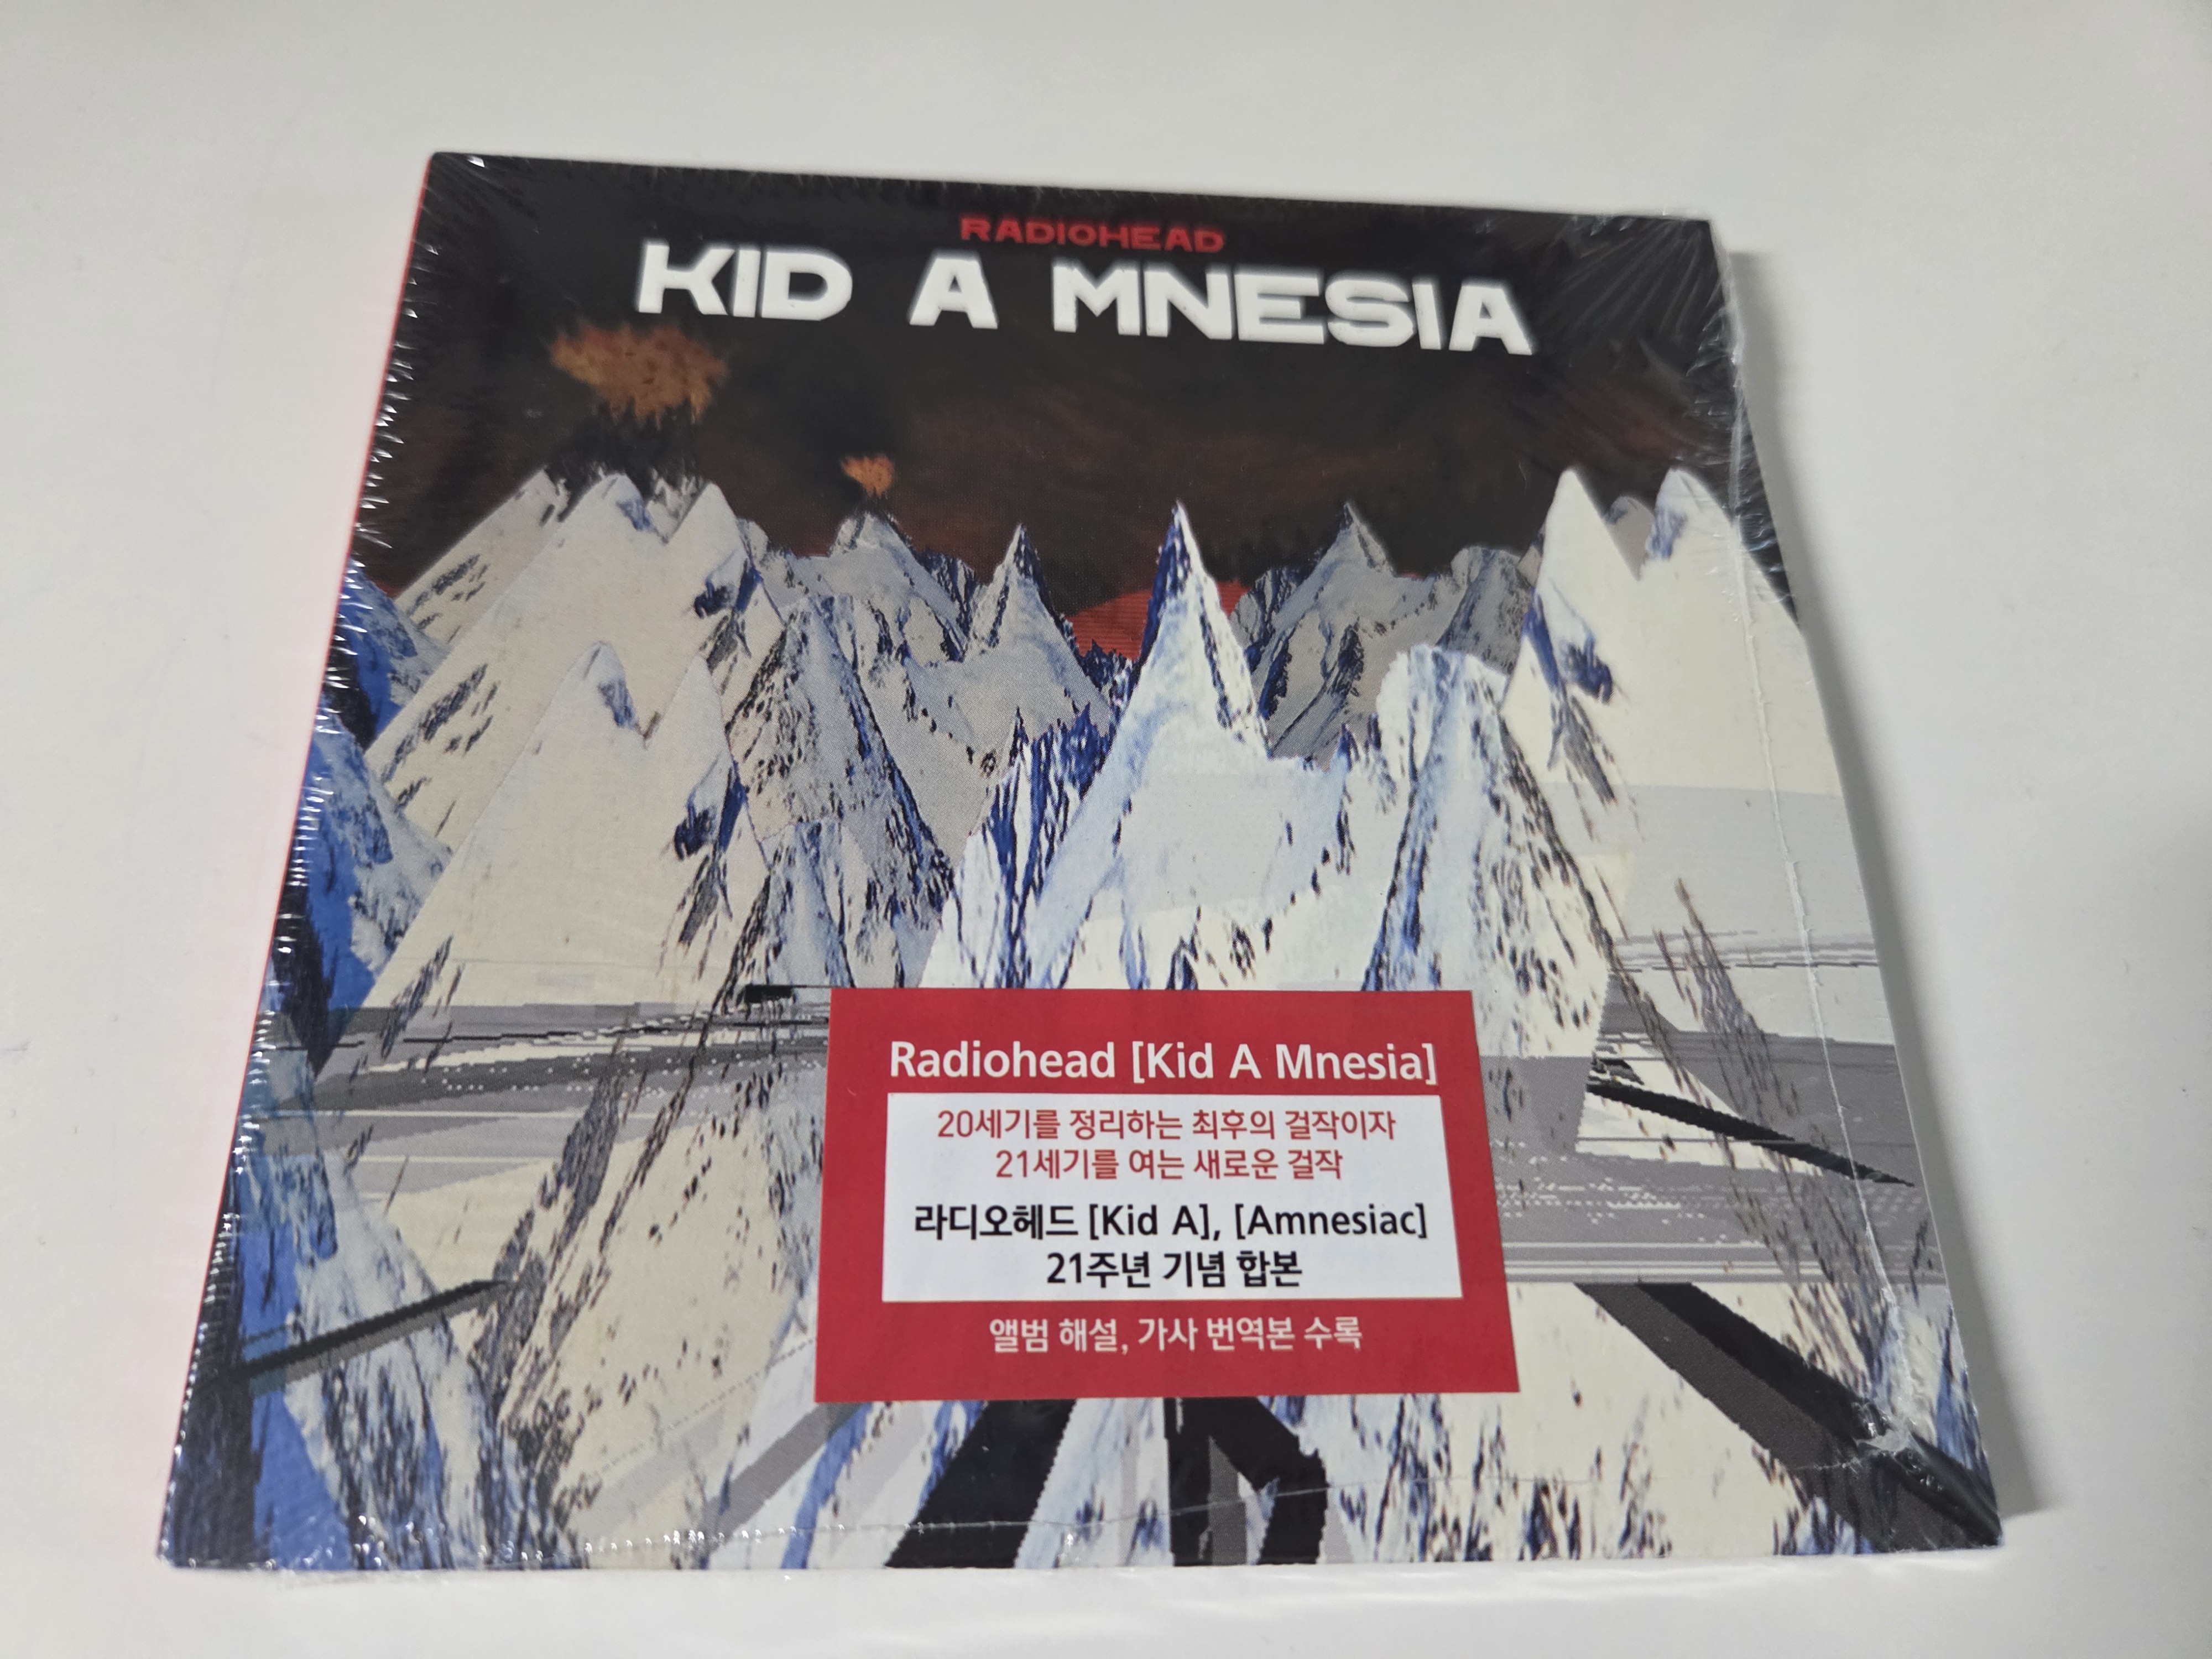 RADIOHEAD
KID A MNESIA
Radiohead [Kid A Mnesia]
20세기를 정리하는 최후의 걸작이자
21세기를 여는 새로운 걸작
라디오헤드 [Kid A], [Amnesiac]
21주년 기념 합본
앨범 해설, 가사 번역본 수록